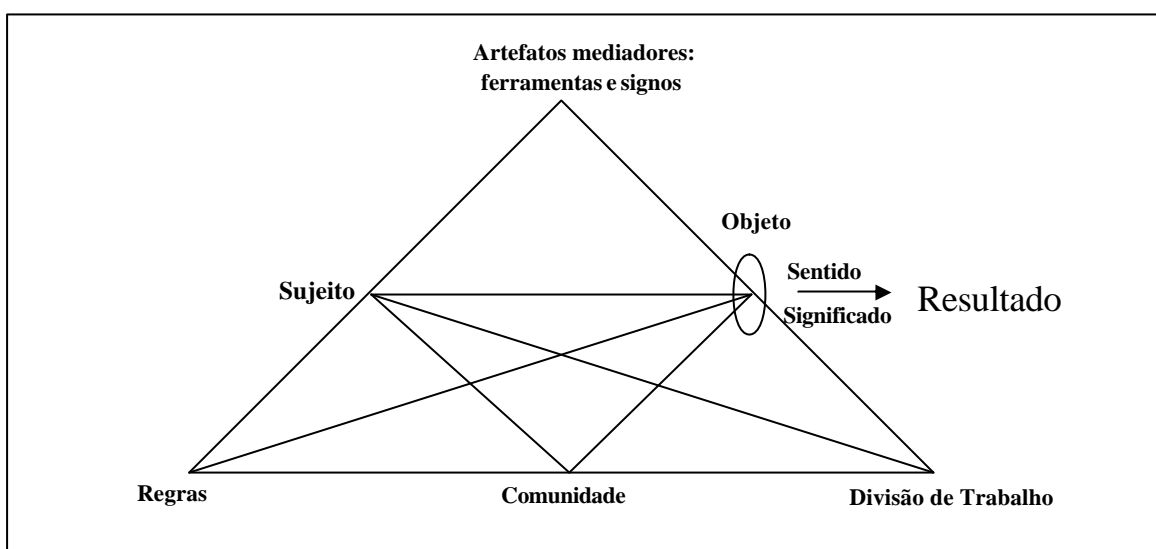 Artefatos mediadores:
ferramentas e signos
Objeto
Sujeito
Sentido
Significado
Resultado
Regras
Comunidade
Divisão de Trabalho